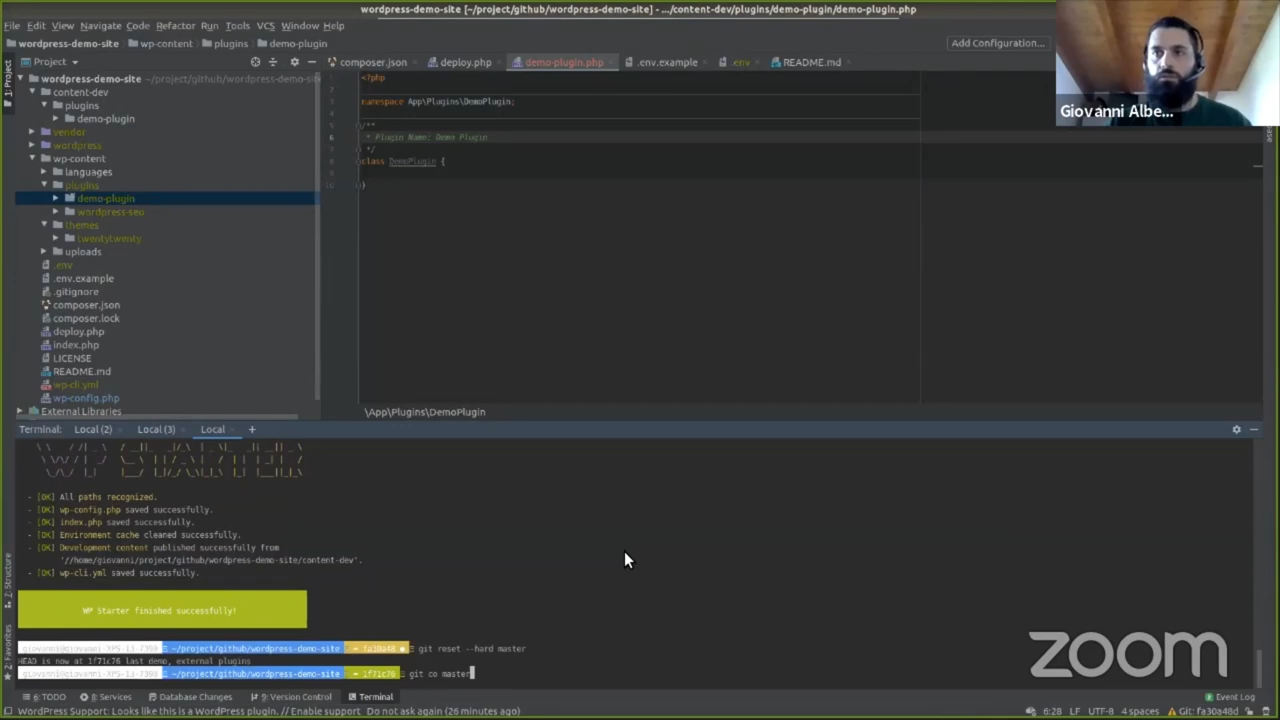 wordpress-demo-site [~/project/github/wordpress-demo-site] - .../content-dev/plugins/demo-plugin/demo-plugin.php
File Edit View Navigate Code Refactor Run Tools VCS Window Help
wordpress-demo-site wp-content plugins demo-plugin Add Configuration...
Giovanni Albe...
1: Project
Project
composer.json deploy.php demo-plugin.php .env.example .env README.md
wordpress-demo-site ~/project/github/wordpress-demo-sit
content-dev
plugins
demo-plugin
vendor
wordpress
wp-content
languages
plugins
demo-plugin
wordpress-seo
themes
twentytwenty
uploads
.env
.env.example
.gitignore
composer.json
composer.lock
deploy.php
index.php
LICENSE
README.md
wp-cli.yml
wp-config.php
External Libraries
<?php
namespace App\Plugins\DemoPlugin;
/**
6 * Plugin Name: Demo Plugin
*/
class DemoPlugin {
}
\App\Plugins\DemoPlugin
Terminal: Local (2) Local (3) Local +
WP STARTER
- [OK] All paths recognized.
- [OK] wp-config.php saved successfully.
- [OK] index.php saved successfully.
- [OK] Environment cache cleaned successfully.
- [OK] Development content published successfully from
'//home/giovanni/project/github/wordpress-demo-site/content-dev'.
- [OK] wp-cli.yml saved successfully.
WP Starter finished successfully!
~/project/github/wordpress-demo-site fa30a48 git reset --hard master
HEAD is now at 1f71c76 last demo, external plugins
~/project/github/wordpress-demo-site 1f71c76 git co master
Z: Structure
2: Favorites
zoom
6: TODO 8: Services Database Changes 9: Version Control Terminal Event Log
WordPress Support: Looks like this is a WordPress plugin. // Enable support Do not ask again (26 minutes ago) 6:28 LF UTF-8 4 spaces Git: fa30a48d